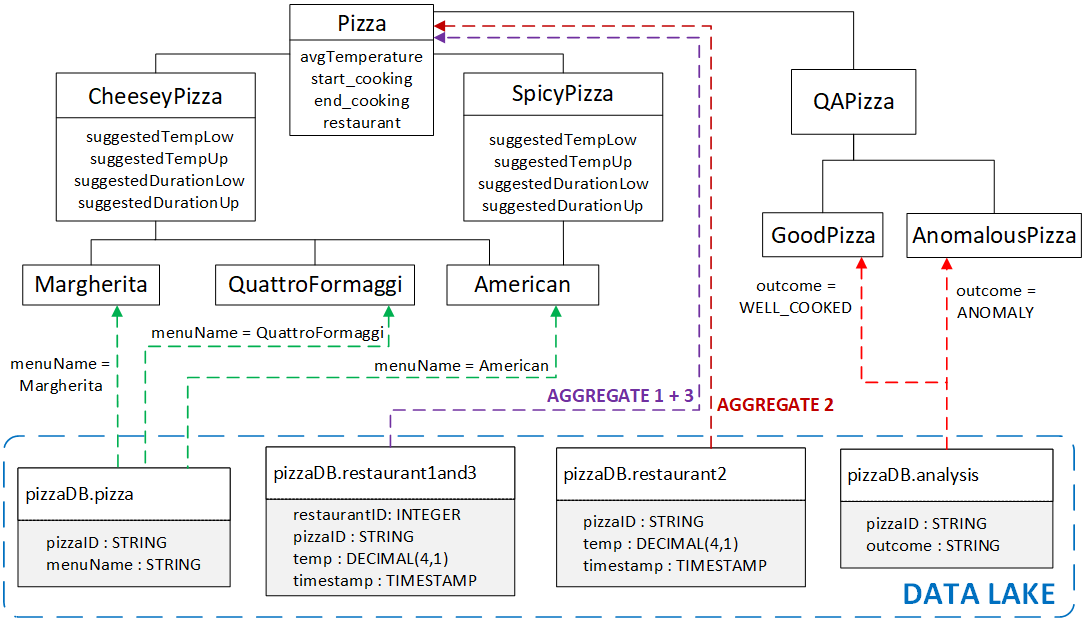 Pizza
avgTemperature
start_cooking
end_cooking
restaurant
CheeseyPizza
suggestedTempLow
suggestedTempUp
suggestedDurationLow
suggestedDurationUp
SpicyPizza
suggestedTempLow
suggestedTempUp
suggestedDurationLow
suggestedDurationUp
QAPizza
GoodPizza
AnomalousPizza
Margherita
QuattroFormaggi
American
outcome =
WELL_COOKED
outcome =
ANOMALY
menuName = QuattroFormaggi
menuName =
Margherita
menuName = American
AGGREGATE 1 + 3
AGGREGATE 2
pizzaDB.pizza
pizzaID : STRING
menuName : STRING
pizzaDB.restaurant1and3
restaurantID: INTEGER
pizzaID : STRING
temp : DECIMAL(4,1)
timestamp : TIMESTAMP
pizzaDB.restaurant2
pizzaID : STRING
temp : DECIMAL(4,1)
timestamp : TIMESTAMP
pizzaDB.analysis
pizzaID : STRING
outcome : STRING
DATA LAKE